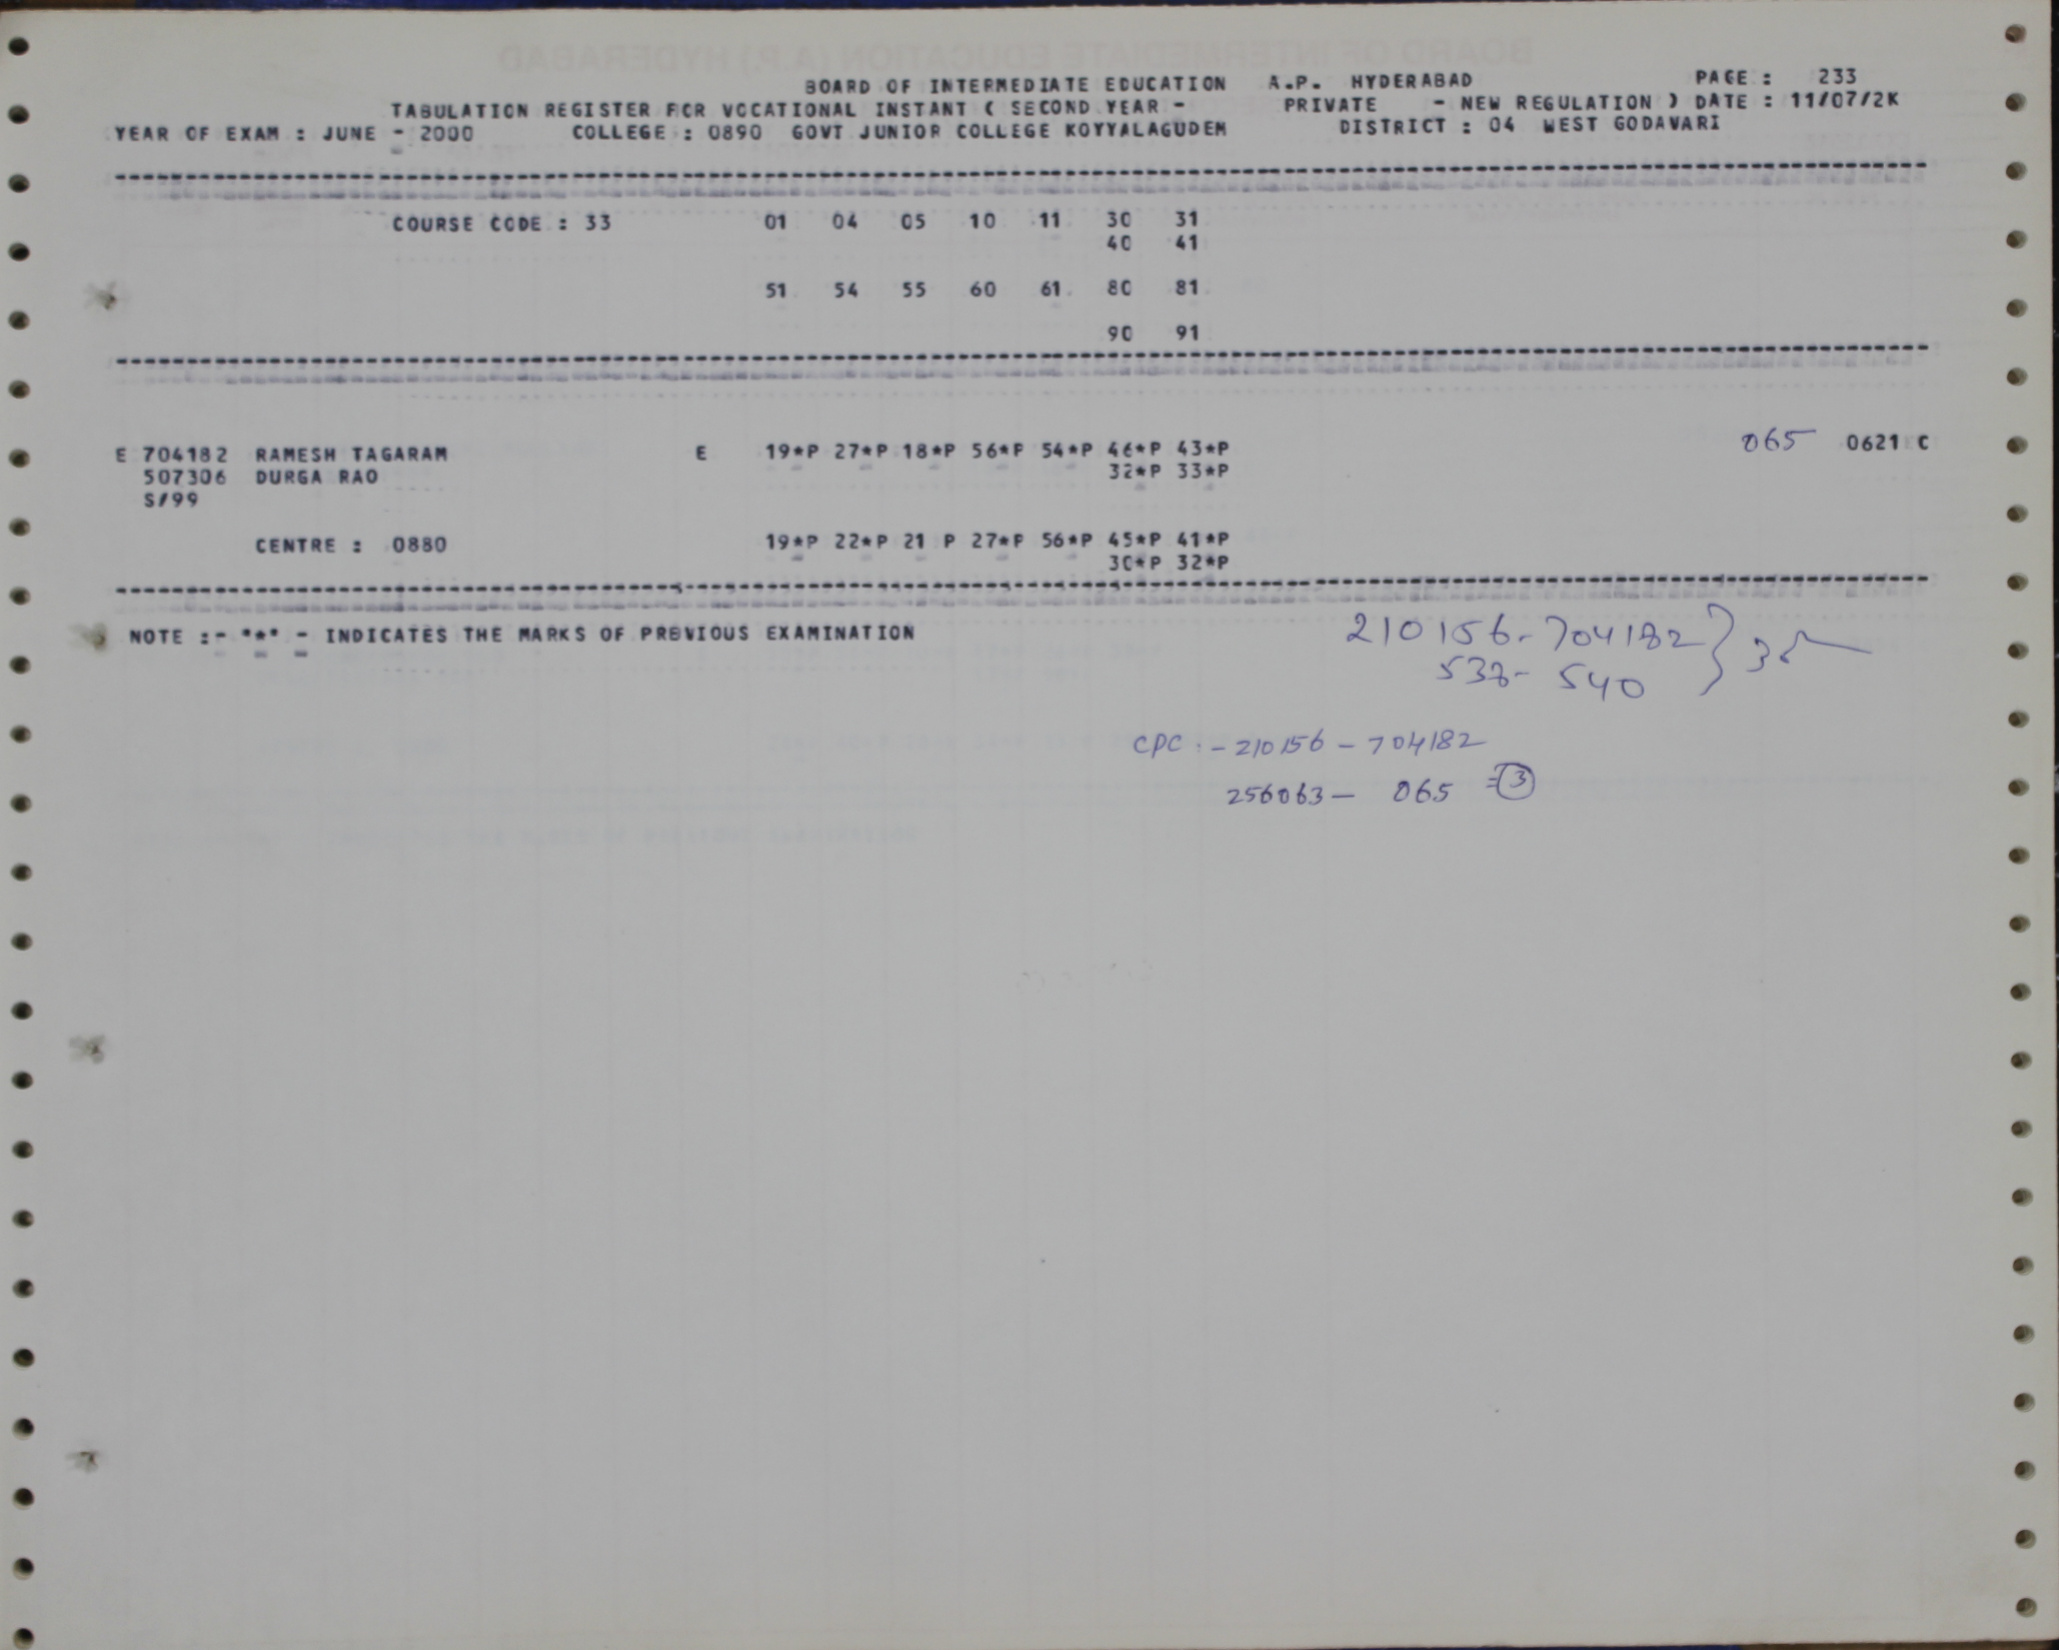 BOARD OF INTERMEDIATE EDUCATION A.P. HYDERABAD PAGE : 233
TABULATION REGISTER FOR VOCATIONAL INSTANT ( SECOND YEAR - PRIVATE - NEW REGULATION ) DATE : 11/07/2K
YEAR OF EXAM : JUNE - 2000 COLLEGE : 0890 GOVT JUNIOR COLLEGE KOYYALAGUDEM DISTRICT : 04 WEST GODAVARI
COURSE CODE : 33 01 04 05 10 11 30 31
40 41
51 54 55 60 61 80 81
90 91
E 704182 RAMESH TAGARAM E 19*P 27*P 18*P 56*P 54*P 46*P 43*P 065 0621 C
507306 DURGA RAO 32*P 33*P
S/99
CENTRE : 0880 19*P 22*P 21 P 27*P 56*P 45*P 41*P
30*P 32*P
NOTE :- "*" - INDICATES THE MARKS OF PREVIOUS EXAMINATION
210156-704182
538- 540
CPC :- 210156 - 704182
256063 - 065 = 3